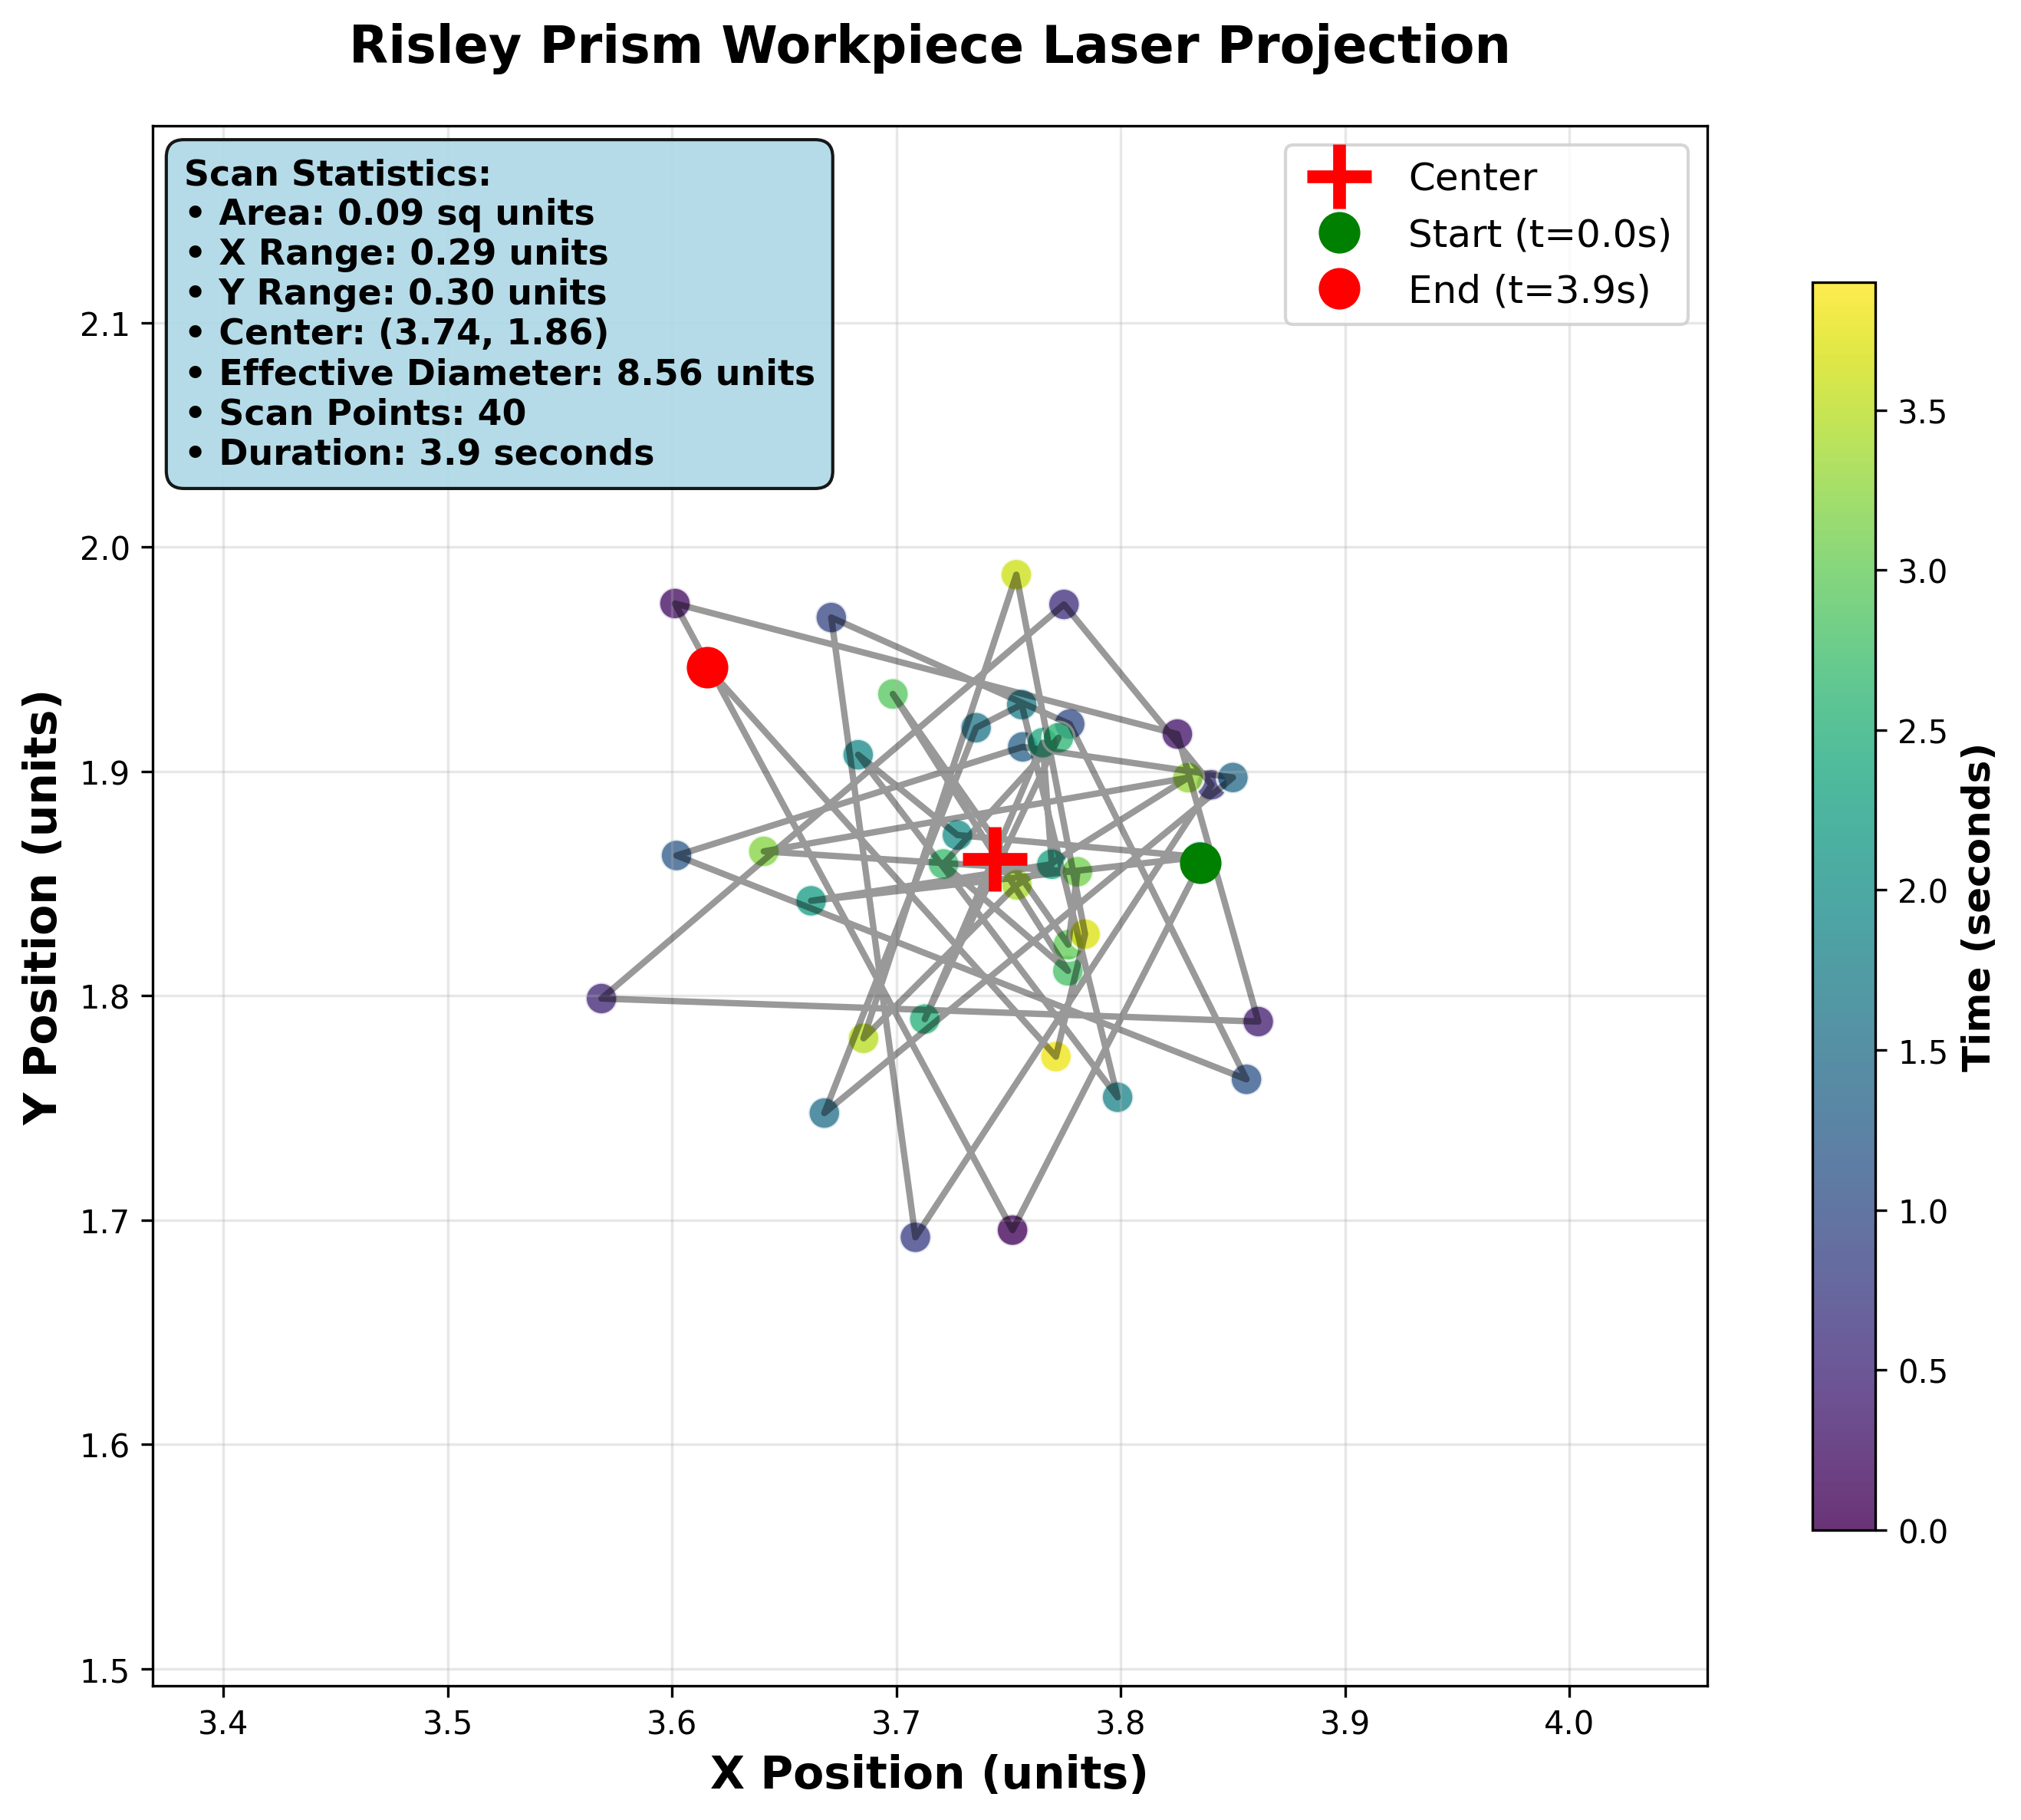 Risley Prism Workpiece Laser Projection
Scan Statistics:
• Area: 0.09 sq units
• X Range: 0.29 units
• Y Range: 0.30 units
• Center: (3.74, 1.86)
• Effective Diameter: 8.56 units
• Scan Points: 40
• Duration: 3.9 seconds
Center
Start (t=0.0s)
End (t=3.9s)
Y Position (units)
2.1
2.0
1.9
1.8
1.7
1.6
1.5
3.4
3.5
3.6
3.7
3.8
3.9
4.0
X Position (units)
3.5
3.0
2.5
2.0
1.5
1.0
0.5
0.0
Time (seconds)